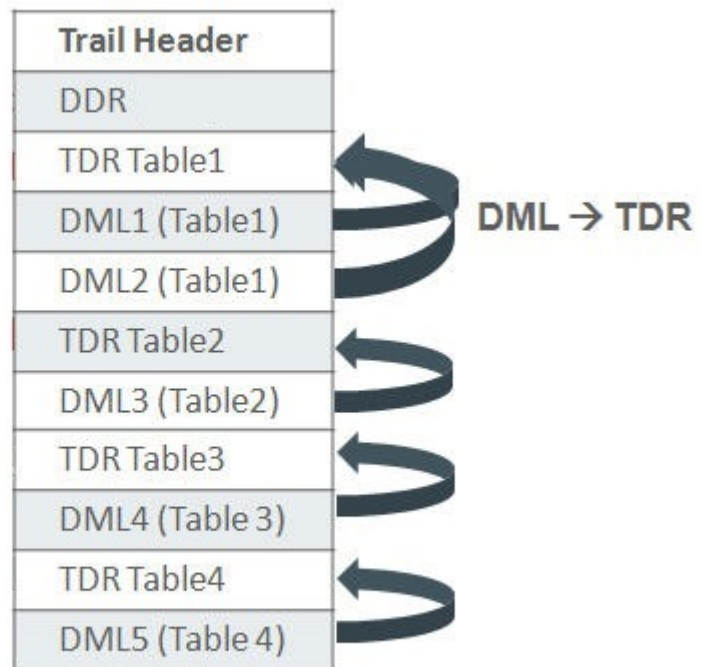 Trail Header
DDR
TDR Table1
DML1 (Table1)
DML → TDR
DML2 (Table1)
TDR Table2
DML3 (Table2)
TDR Table3
DML4 (Table 3)
TDR Table4
DML5 (Table 4)